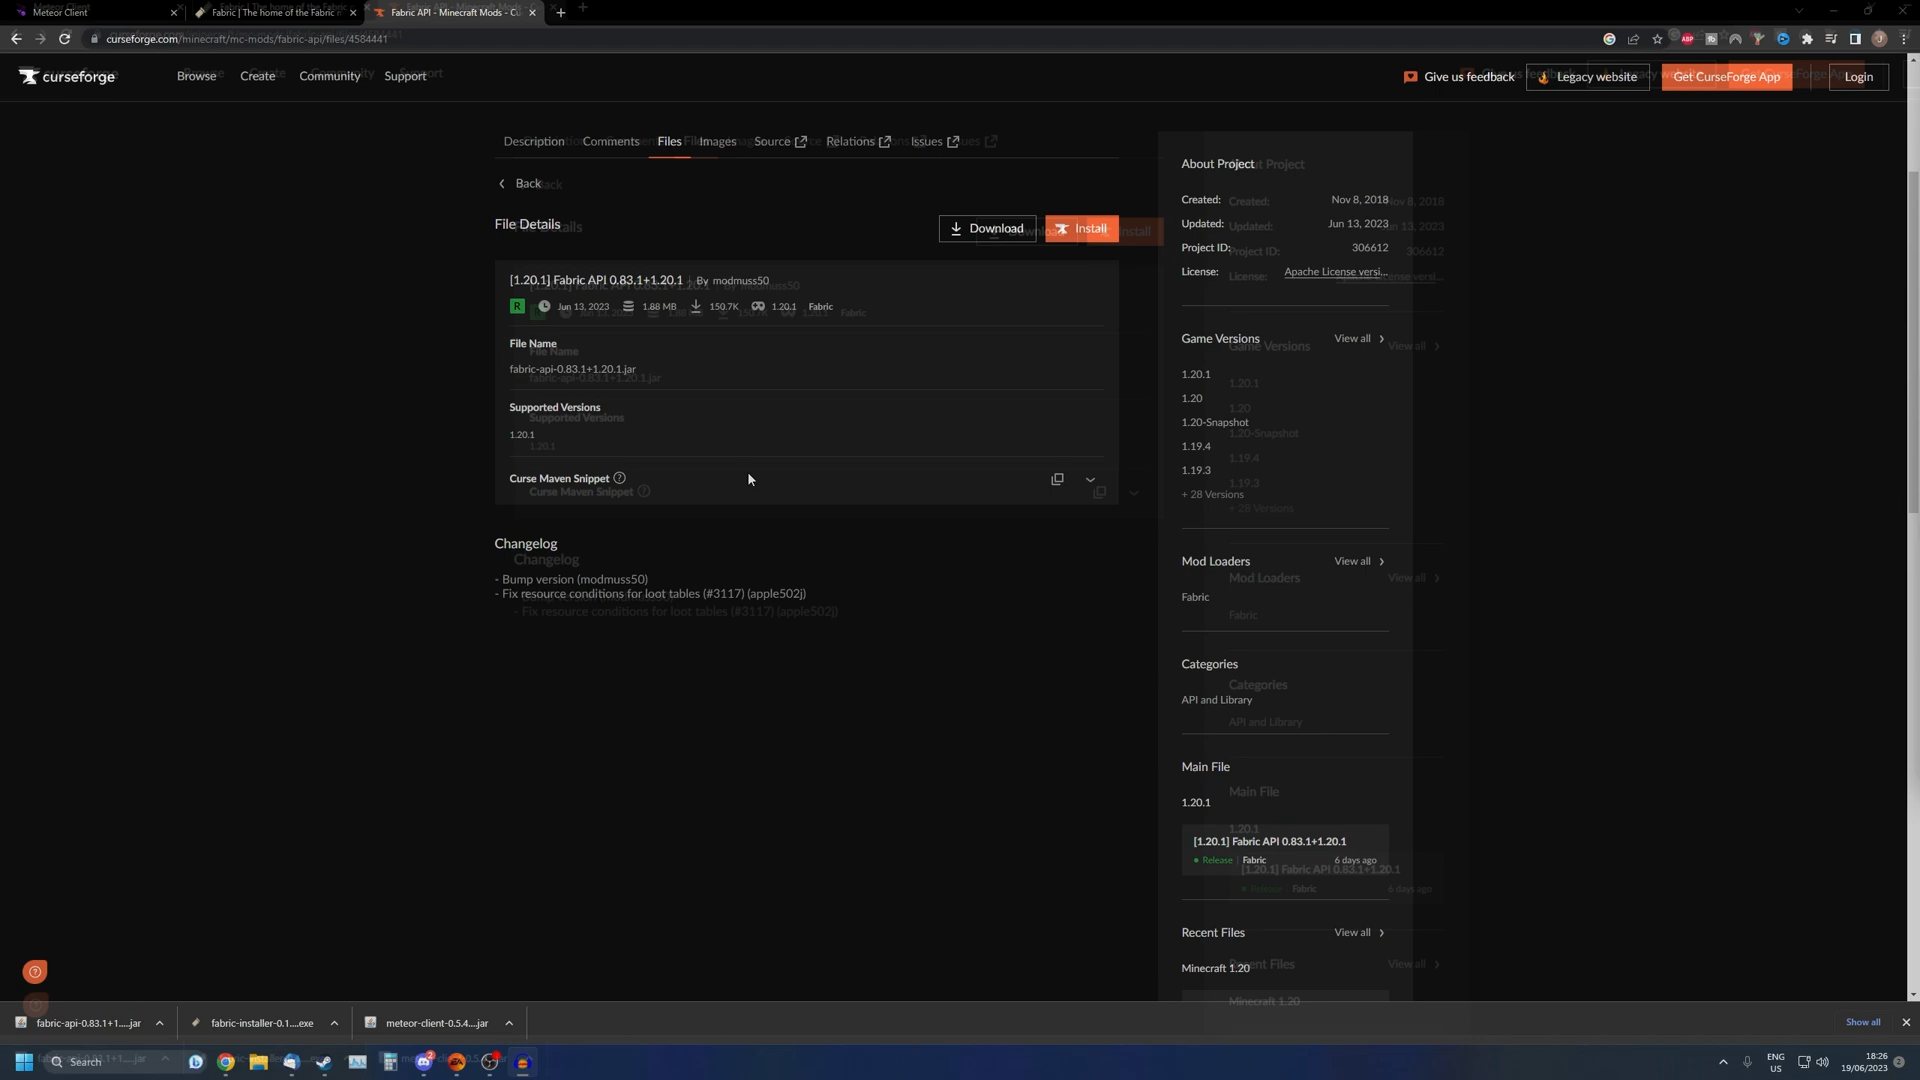 Meteor Client
Fabric | The home of the Fabric m
Fabric API - Minecraft Mods - Cu
curseforge.com/minecraft/mc-mods/fabric-api/files/4584441
ABP
J
curseforge
Browse
Create
Community
Support
Give us feedback
Legacy website
Get CurseForge App
Login
Description
Comments
Files
Images
Source
Relations
Issues
Back
File Details
Download
Install
[1.20.1] Fabric API 0.83.1+1.20.1 | By modmuss50
R Jun 13, 2023 1.88 MB 150.7K 1.20.1 Fabric
File Name
fabric-api-0.83.1+1.20.1.jar
Supported Versions
1.20.1
Curse Maven Snippet
Changelog
- Bump version (modmuss50)
- Fix resource conditions for loot tables (#3117) (apple502j)
About Project
Created: Nov 8, 2018
Updated: Jun 13, 2023
Project ID: 306612
License: Apache License versi...
Game Versions View all
1.20.1
1.20
1.20-Snapshot
1.19.4
1.19.3
+ 28 Versions
Mod Loaders View all
Fabric
Categories
API and Library
Main File
1.20.1
[1.20.1] Fabric API 0.83.1+1.20.1
Release | Fabric 6 days ago
Recent Files View all
Minecraft 1.20
fabric-api-0.83.1+1....jar
fabric-installer-0.1....exe
meteor-client-0.5.4....jar
Show all
Search
2
ENG
US
18:26
19/06/2023
2